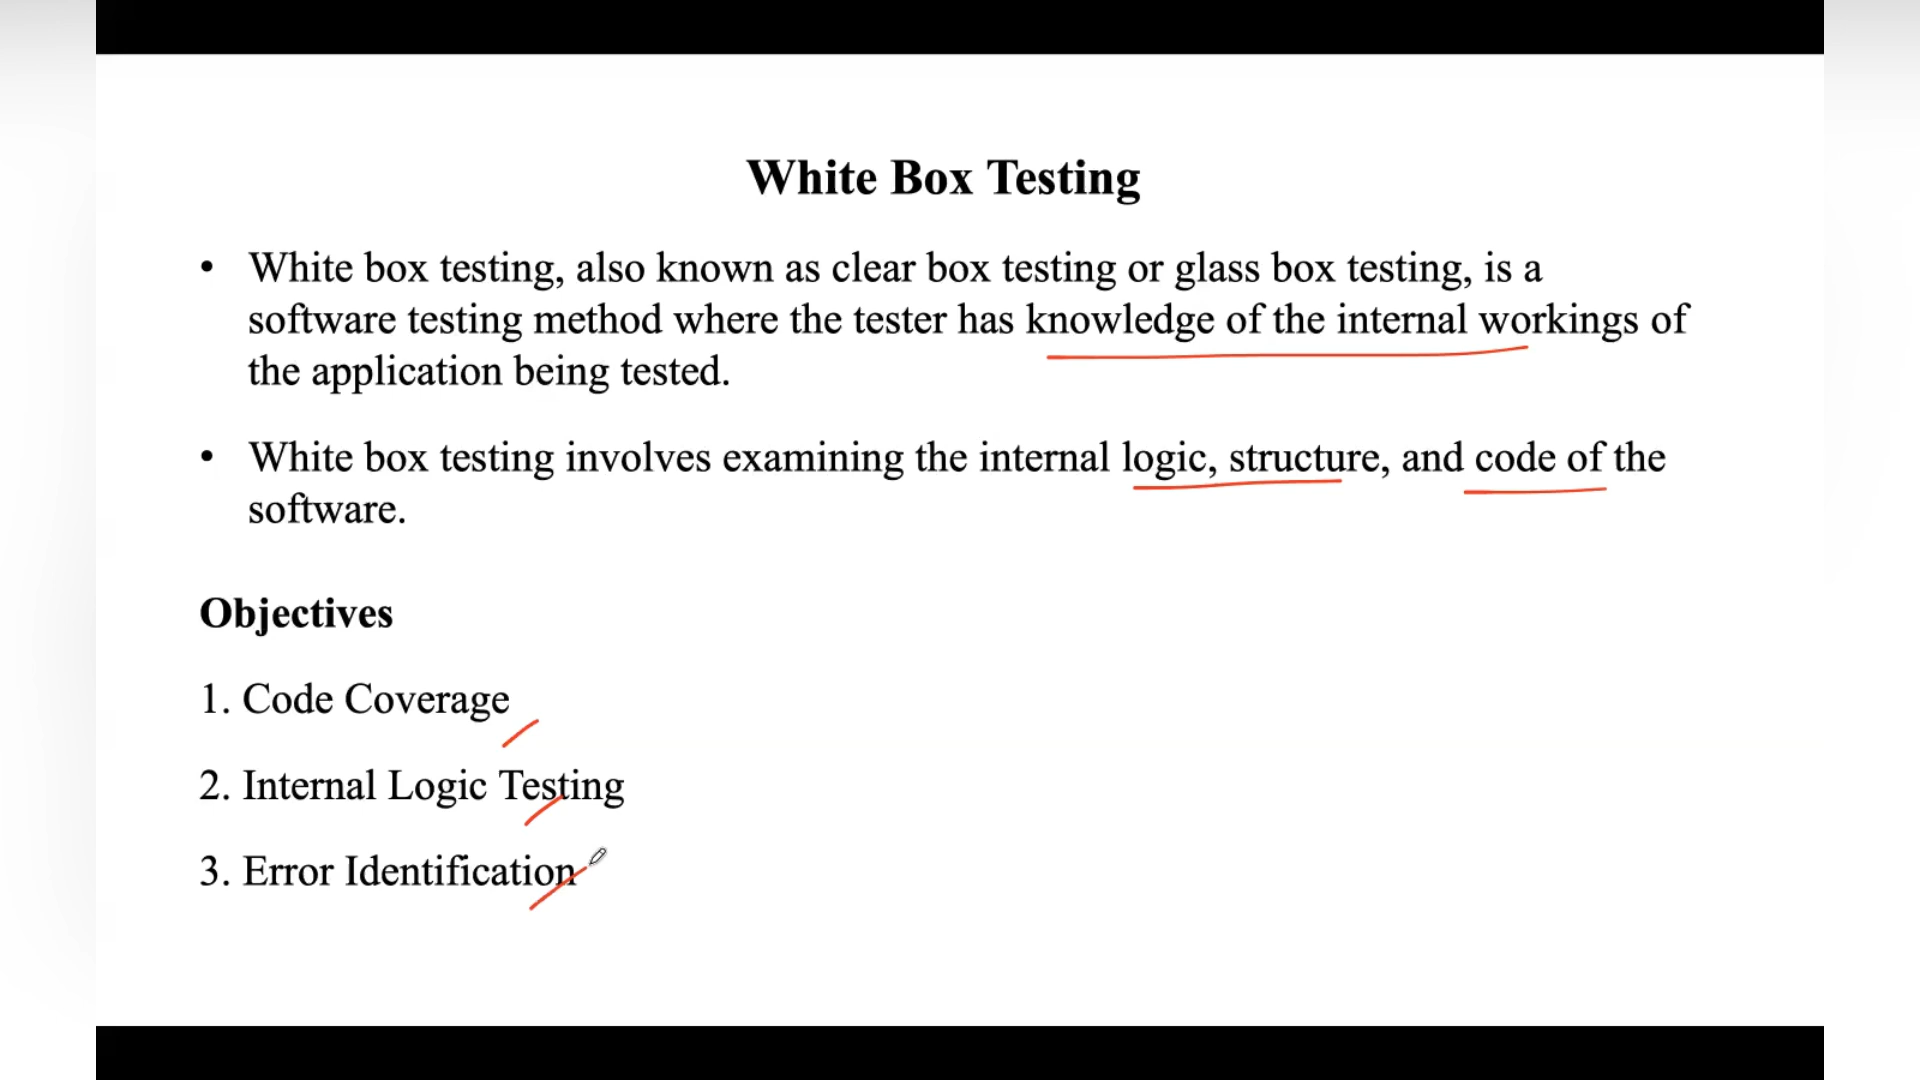 White Box Testing
• White box testing, also known as clear box testing or glass box testing, is a
software testing method where the tester has knowledge of the internal workings of
the application being tested.
• White box testing involves examining the internal logic, structure, and code of the
software.
Objectives
1. Code Coverage
2. Internal Logic Testing
3. Error Identification